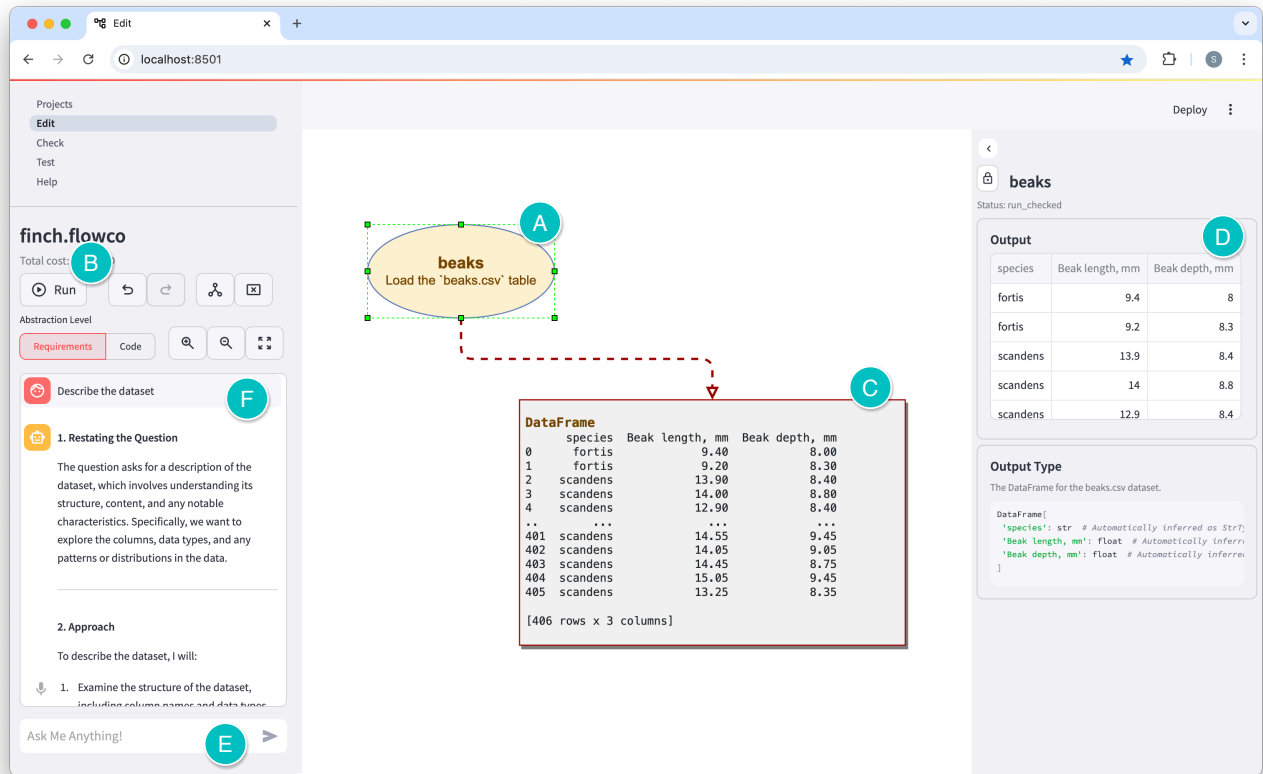 Edit
localhost:8501
S
Projects
Edit
Check
Test
Help
finch.flowco
Total cost:
B
Run
Abstraction Level
Requirements
Code
Describe the dataset
F
1. Restating the Question
The question asks for a description of the
dataset, which involves understanding its
structure, content, and any notable
characteristics. Specifically, we want to
explore the columns, data types, and any
patterns or distributions in the data.
2. Approach
To describe the dataset, I will:
1. Examine the structure of the dataset,
including column names and data types
Ask Me Anything!
E
A
beaks
Load the `beaks.csv` table
C
DataFrame
species Beak length, mm Beak depth, mm
0 fortis 9.40 8.00
1 fortis 9.20 8.30
2 scandens 13.90 8.40
3 scandens 14.00 8.80
4 scandens 12.90 8.40
.. ... ... ...
401 scandens 14.55 9.45
402 scandens 14.05 9.05
403 scandens 14.45 8.75
404 scandens 15.05 9.45
405 scandens 13.25 8.35
[406 rows x 3 columns]
Deploy
beaks
Status: run_checked
Output
D
species Beak length, mm Beak depth, mm
fortis 9.4 8
fortis 9.2 8.3
scandens 13.9 8.4
scandens 14 8.8
scandens 12.9 8.4
Output Type
The DataFrame for the beaks.csv dataset.
DataFrame[
'species': str # Automatically inferred as StrTy
'Beak length, mm': float # Automatically inferre
'Beak depth, mm': float # Automatically inferred
]